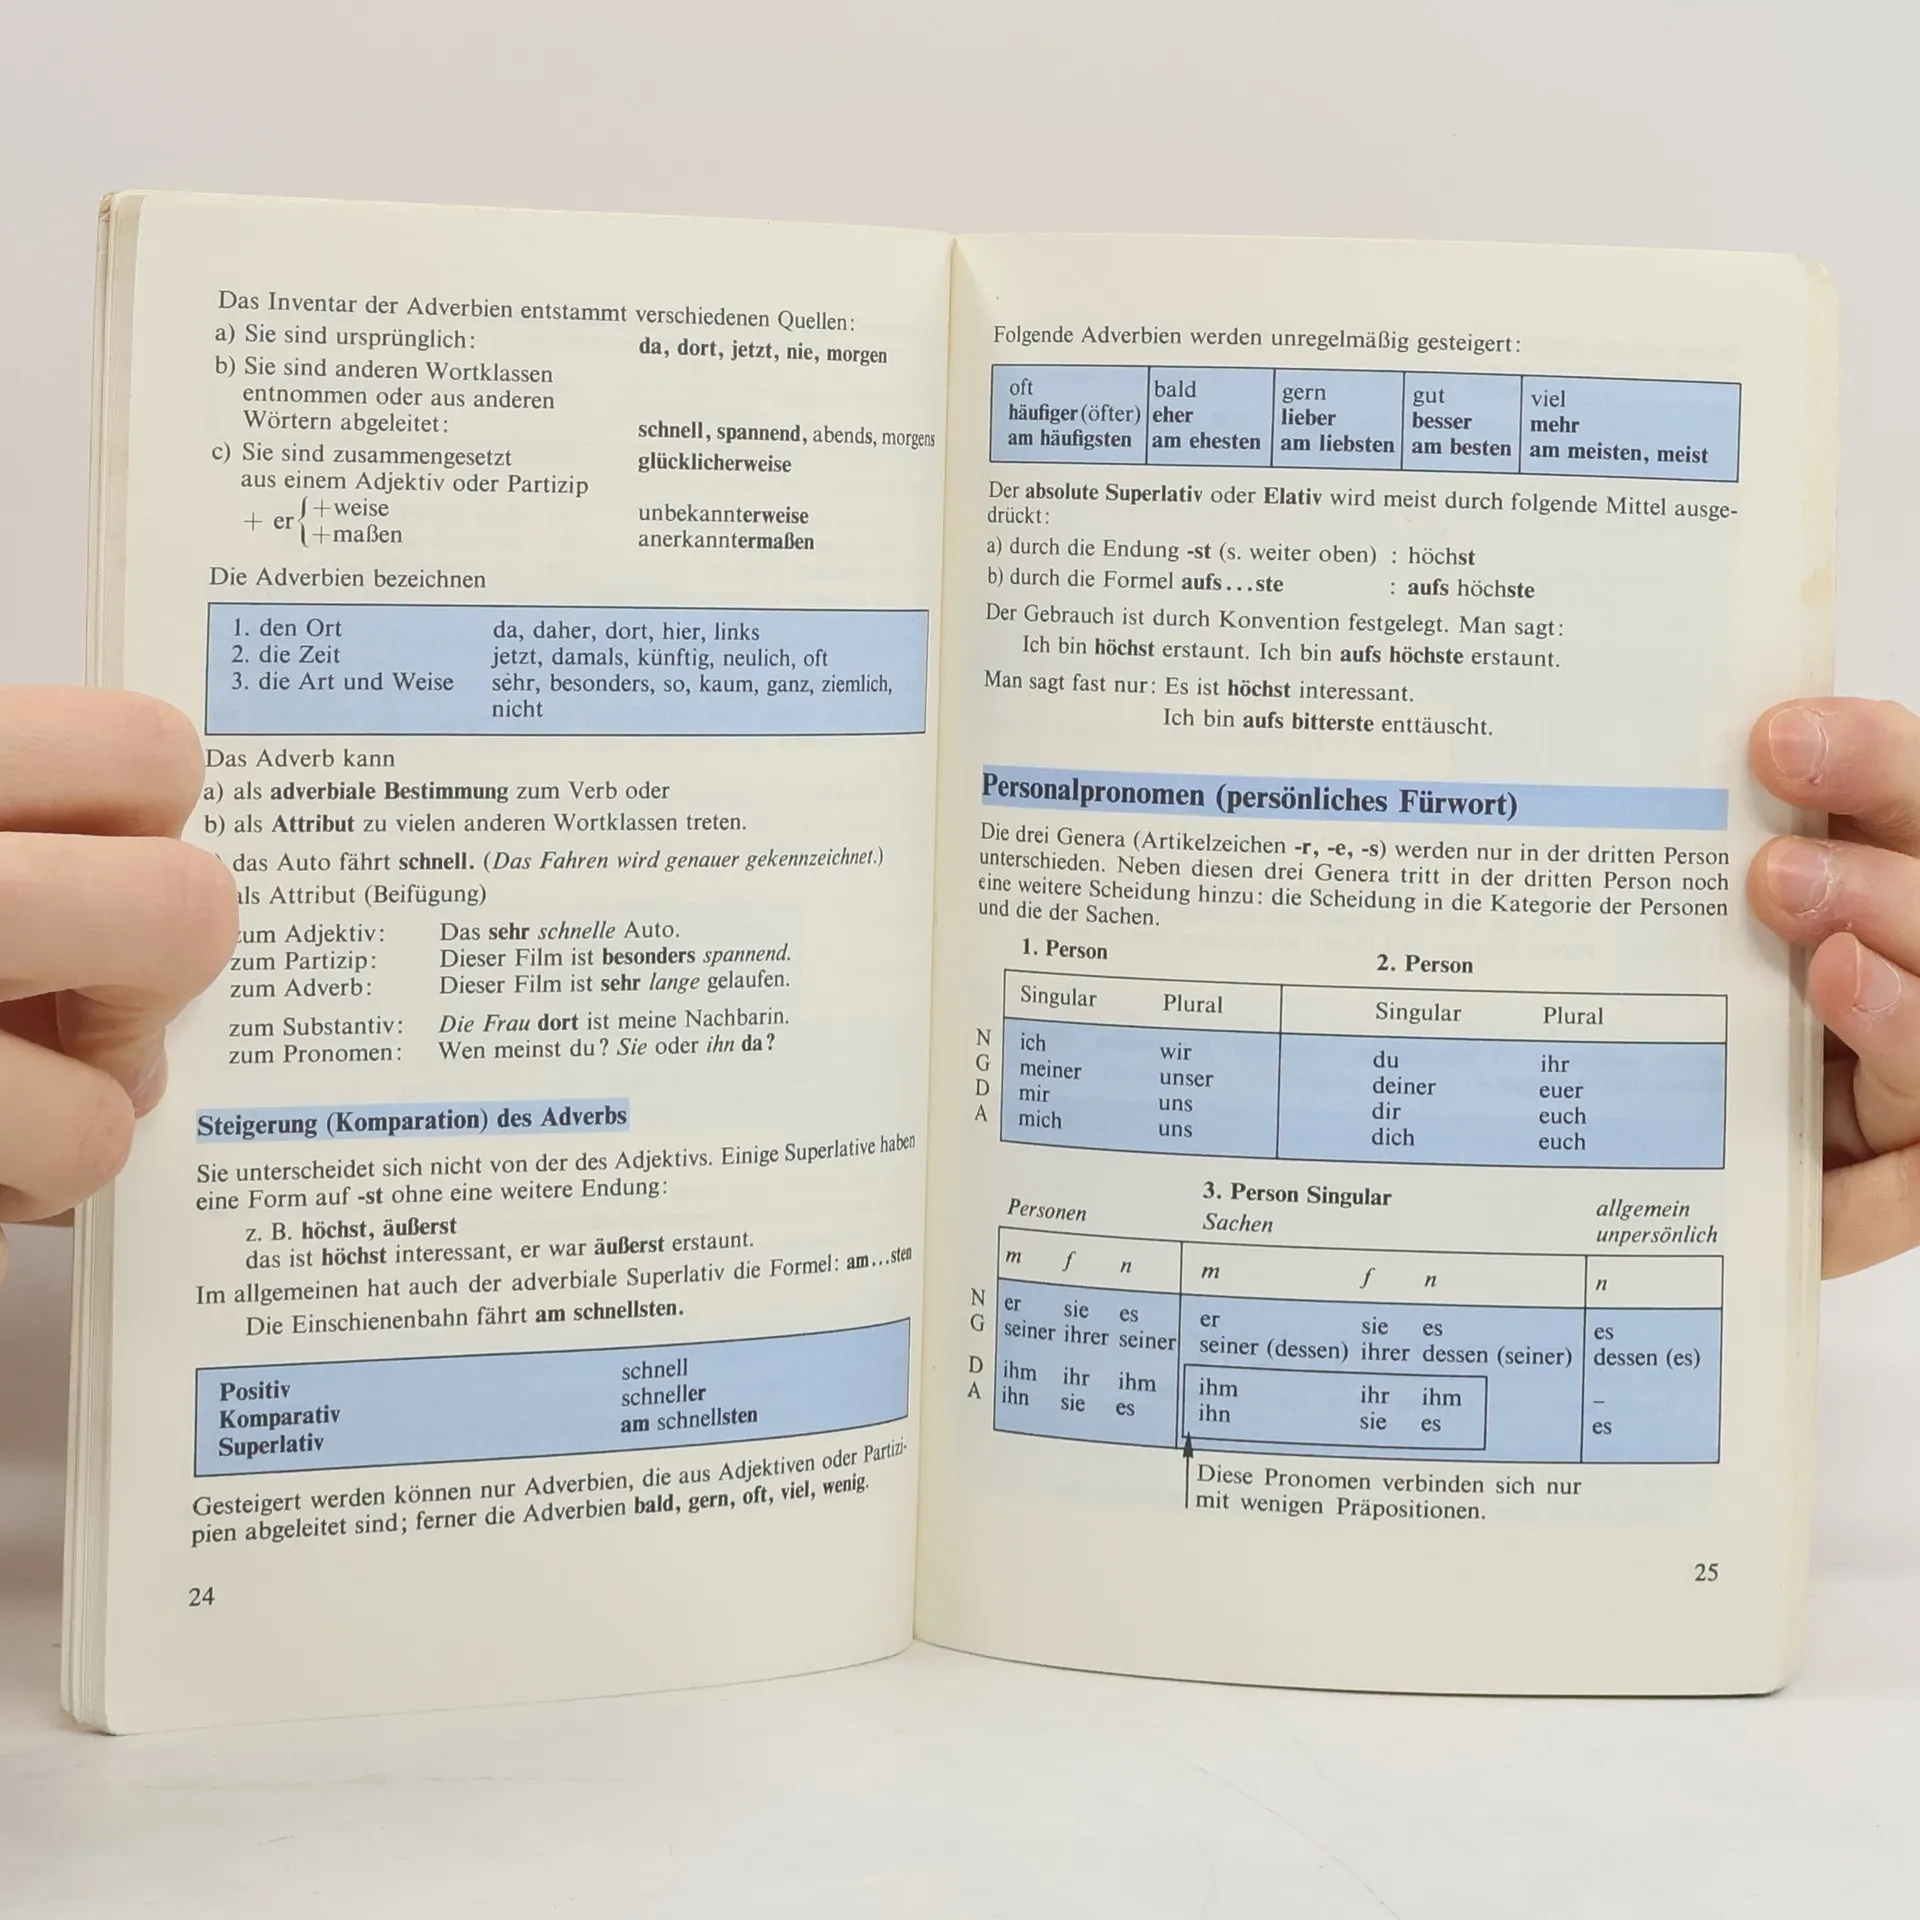 Das Inventar der Adverbien entstammt verschiedenen Quellen:
a) Sie sind ursprünglich: da, dort, jetzt, nie, morgen
b) Sie sind anderen Wortklassen
entnommen oder aus anderen
Wörtern abgeleitet: schnell, spannend, abends, morgens
c) Sie sind zusammengesetzt glücklicherweise
aus einem Adjektiv oder Partizip
+ er { +weise unbekannterweise
+maßen anerkanntermaßen
Die Adverbien bezeichnen
1. den Ort da, daher, dort, hier, links
2. die Zeit jetzt, damals, künftig, neulich, oft
3. die Art und Weise sehr, besonders, so, kaum, ganz, ziemlich,
nicht
Das Adverb kann
a) als adverbiale Bestimmung zum Verb oder
b) als Attribut zu vielen anderen Wortklassen treten.
) das Auto fährt schnell. (Das Fahren wird genauer gekennzeichnet.)
als Attribut (Beifügung)
zum Adjektiv: Das sehr schnelle Auto.
zum Partizip: Dieser Film ist besonders spannend.
zum Adverb: Dieser Film ist sehr lange gelaufen.
zum Substantiv: Die Frau dort ist meine Nachbarin.
zum Pronomen: Wen meinst du? Sie oder ihn da?
Steigerung (Komparation) des Adverbs
Sie unterscheidet sich nicht von der des Adjektivs. Einige Superlative haben
eine Form auf -st ohne eine weitere Endung:
z. B. höchst, äußerst
das ist höchst interessant, er war äußerst erstaunt.
Im allgemeinen hat auch der adverbiale Superlativ die Formel: am...sten
Die Einschienenbahn fährt am schnellsten.
Positiv schnell
Komparativ schneller
Superlativ am schnellsten
Gesteigert werden können nur Adverbien, die aus Adjektiven oder Partizi-
pien abgeleitet sind; ferner die Adverbien bald, gern, oft, viel, wenig.
24
Folgende Adverbien werden unregelmäßig gesteigert:
oft bald gern gut viel
häufiger (öfter) eher lieber besser mehr
am häufigsten am ehesten am liebsten am besten am meisten, meist
Der absolute Superlativ oder Elativ wird meist durch folgende Mittel ausge-
drückt:
a) durch die Endung -st (s. weiter oben) : höchst
b) durch die Formel aufs...ste : aufs höchste
Der Gebrauch ist durch Konvention festgelegt. Man sagt:
Ich bin höchst erstaunt. Ich bin aufs höchste erstaunt.
Man sagt fast nur: Es ist höchst interessant.
Ich bin aufs bitterste enttäuscht.
Personalpronomen (persönliches Fürwort)
Die drei Genera (Artikelzeichen -r, -e, -s) werden nur in der dritten Person
unterschieden. Neben diesen drei Genera tritt in der dritten Person noch
eine weitere Scheidung hinzu: die Scheidung in die Kategorie der Personen
und die der Sachen.
1. Person 2. Person
Singular Plural Singular Plural
N ich wir du ihr
G meiner unser deiner euer
D mir uns dir euch
A mich uns dich euch
3. Person Singular
Personen Sachen allgemein
unpersönlich
m f n m f n n
N er sie es er sie es es
G seiner ihrer seiner seiner (dessen) ihrer dessen (seiner) dessen (es)
D ihm ihr ihm ihm ihr ihm –
A ihn sie es ihn sie es es
Diese Pronomen verbinden sich nur
mit wenigen Präpositionen.
25